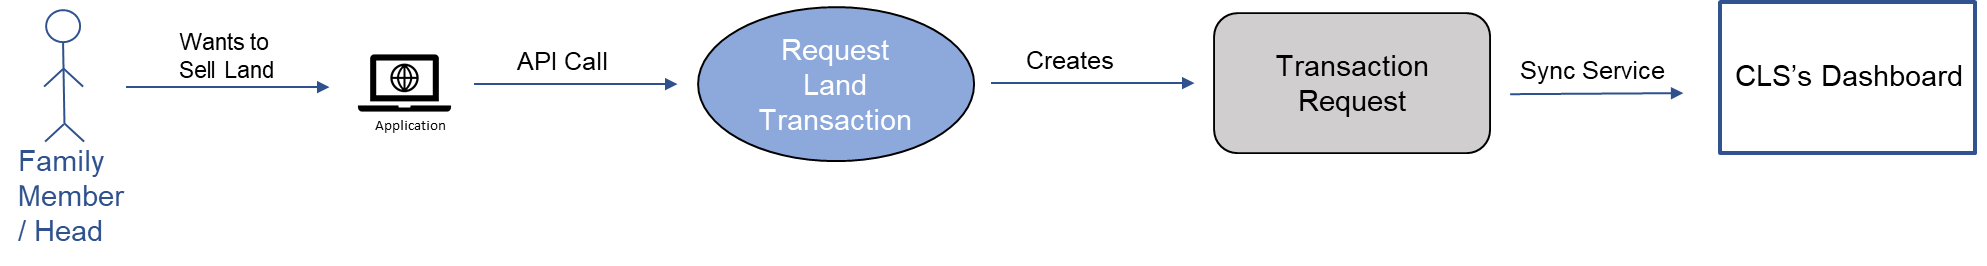 Family
Member
/ Head
Wants to
Sell Land
Application
API Call
Request
Land
Transaction
Creates
Transaction
Request
Sync Service
CLS's Dashboard